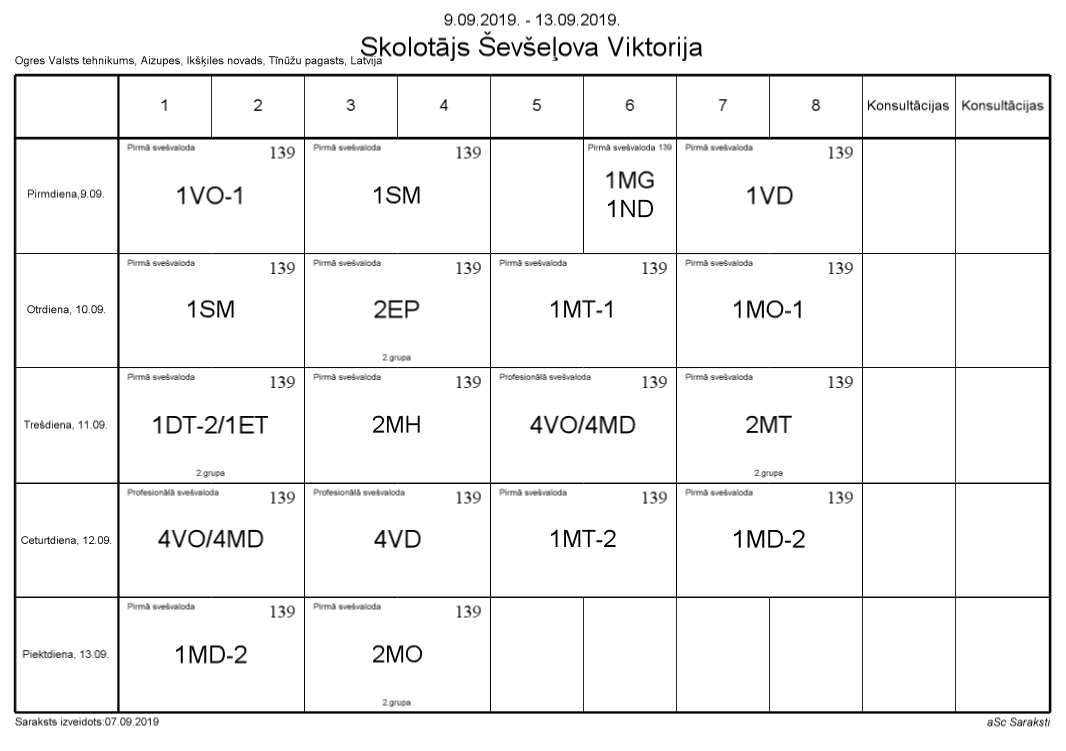 9.09.2019. - 13.09.2019.
Skolotājs Ševšeļova Viktorija
Ogres Valsts tehnikums, Aizupes, Ikšķiles novads, Tīnūžu pagasts, Latvija
1 2 3 4 5 6 7 8 Konsultācijas Konsultācijas
Pirmā svešvaloda 139 Pirmā svešvaloda 139 Pirmā svešvaloda 139 Pirmā svešvaloda 139
Pirmdiena,9.09. 1VO-1 1SM 1MG 1VD
1ND
Pirmā svešvaloda 139 Pirmā svešvaloda 139 Pirmā svešvaloda 139 Pirmā svešvaloda 139
Otrdiena, 10.09. 1SM 2EP 1MT-1 1MO-1
2.grupa
Pirmā svešvaloda 139 Pirmā svešvaloda 139 Profesionālā svešvaloda 139 Pirmā svešvaloda 139
Trešdiena, 11.09. 1DT-2/1ET 2MH 4VO/4MD 2MT
2.grupa 2.grupa
Profesionālā svešvaloda 139 Profesionālā svešvaloda 139 Pirmā svešvaloda 139 Pirmā svešvaloda 139
Ceturtdiena, 12.09. 4VO/4MD 4VD 1MT-2 1MD-2
Pirmā svešvaloda 139 Pirmā svešvaloda 139
Piektdiena, 13.09. 1MD-2 2MO
2.grupa
Saraksts izveidots:07.09.2019 aSc Saraksti